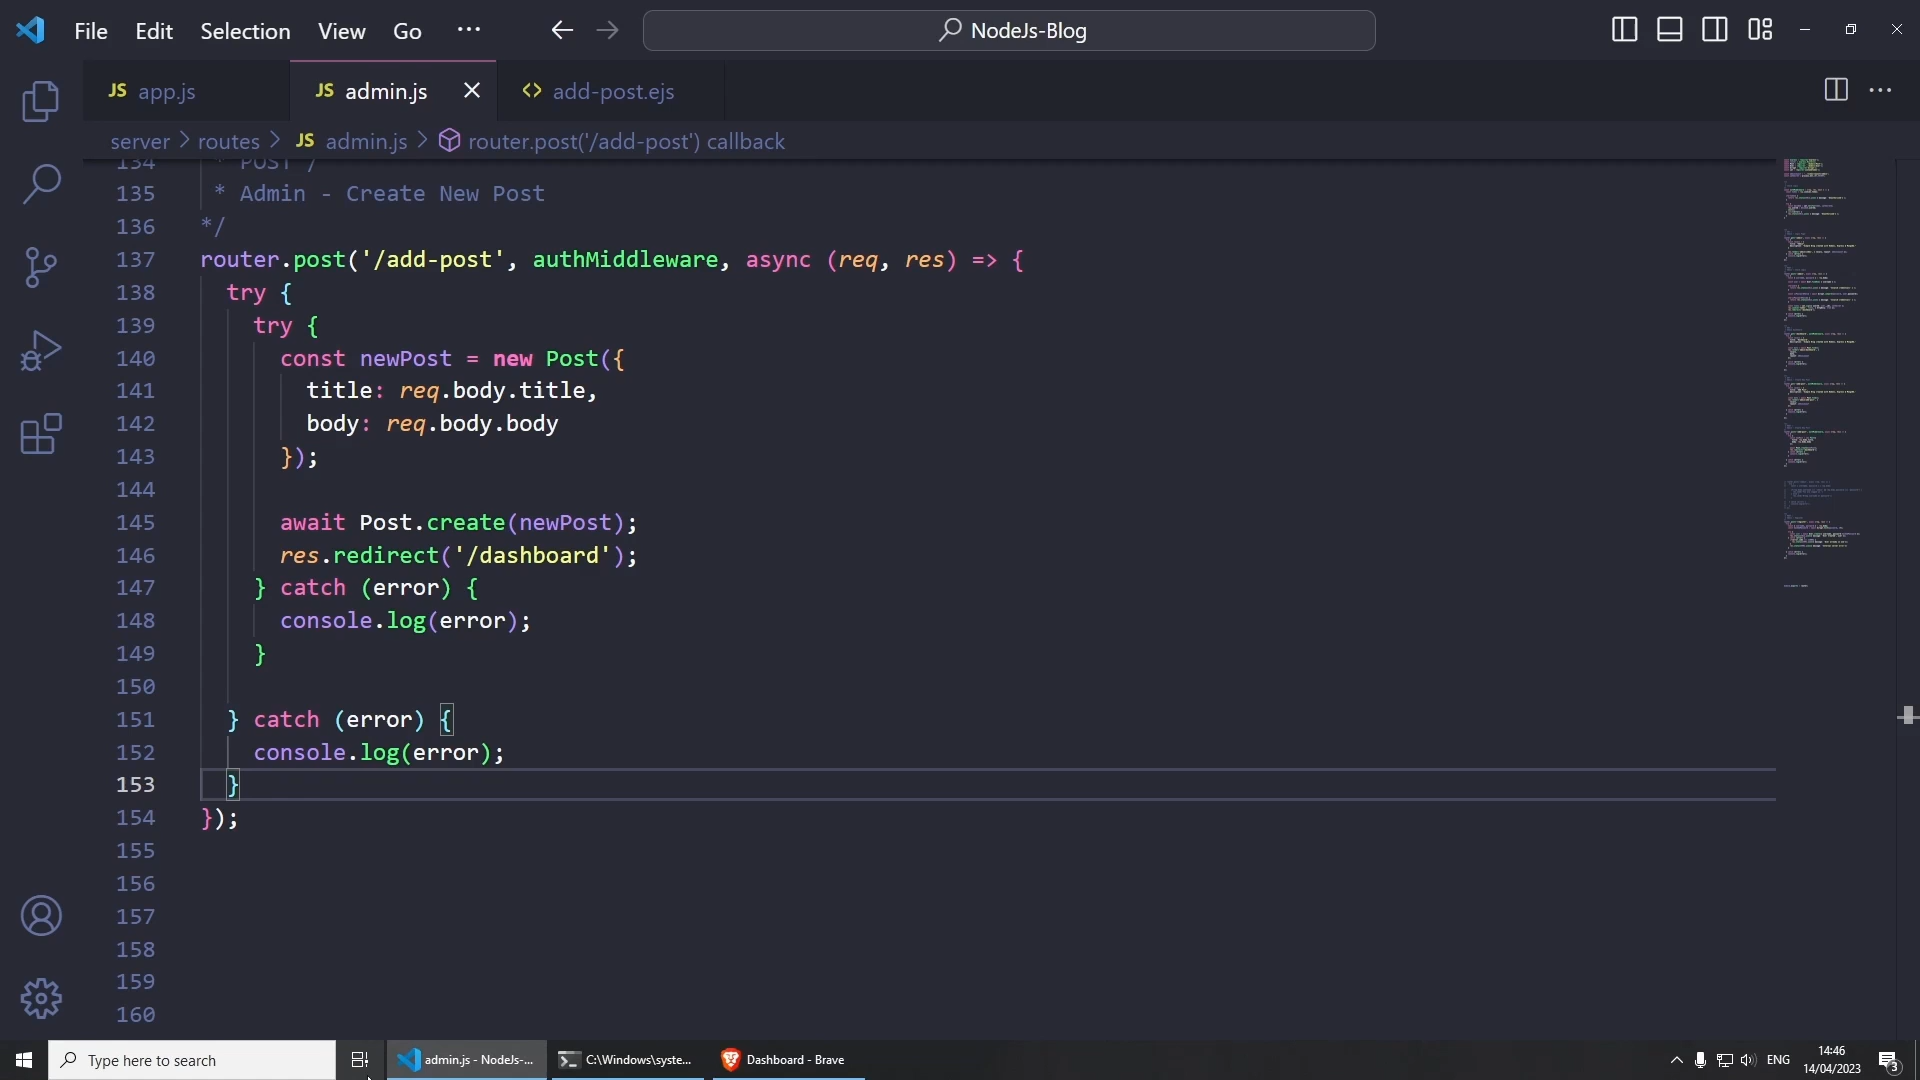 File Edit Selection View Go ···
NodeJs-Blog
JS app.js
JS admin.js
<> add-post.ejs
server > routes > JS admin.js > router.post('/add-post') callback
134 * POST /
135 * Admin - Create New Post
136 */
137 router.post('/add-post', authMiddleware, async (req, res) => {
138 try {
139 try {
140 const newPost = new Post({
141 title: req.body.title,
142 body: req.body.body
143 });
144
145 await Post.create(newPost);
146 res.redirect('/dashboard');
147 } catch (error) {
148 console.log(error);
149 }
150
151 } catch (error) {
152 console.log(error);
153 }
154 });
155
156
157
158
159
160
Type here to search
admin.js - NodeJs-...
C:\Windows\syste...
Dashboard - Brave
ENG
14:46
14/04/2023
3